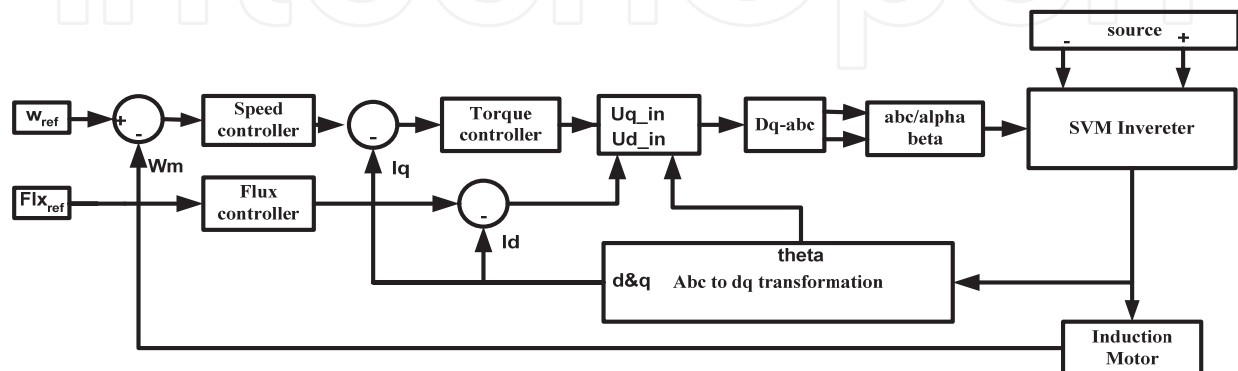 source
- +
w_ref
+
-
Speed
controller
-
Torque
controller
Uq_in
Ud_in
Dq-abc
abc/alpha
beta
SVM Invereter
Wm
Iq
Flx_ref
Flux
controller
-
Id
theta
d&q Abc to dq transformation
Induction
Motor